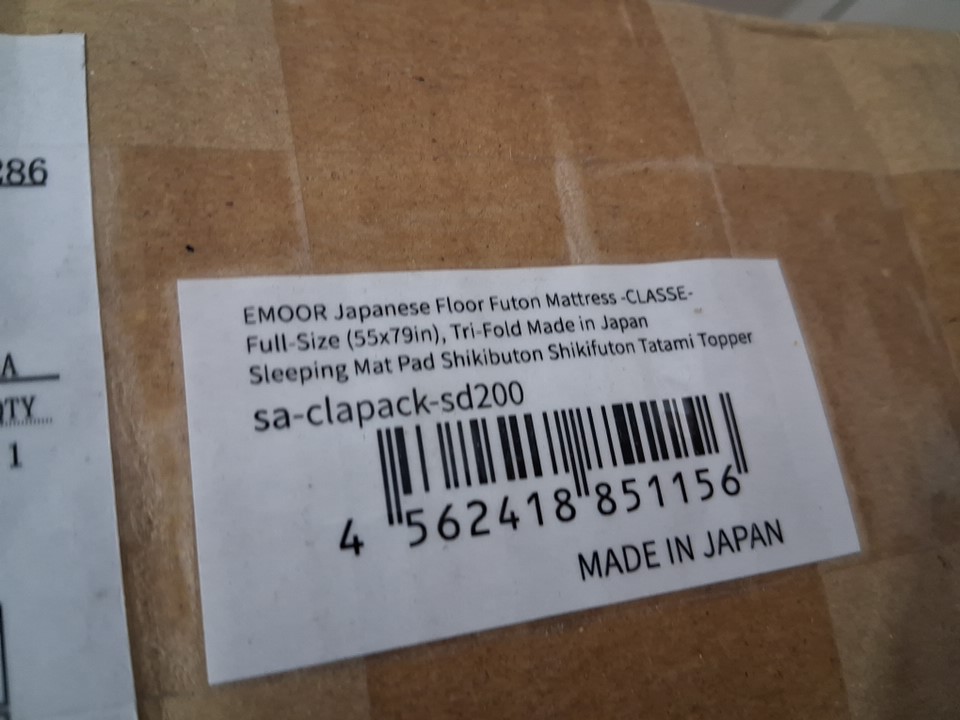 286
A
QTY
1
EMOOR Japanese Floor Futon Mattress -CLASSE-
Full-Size (55x79in), Tri-Fold Made in Japan
Sleeping Mat Pad Shikibuton Shikifuton Tatami Topper
sa-clapack-sd200
4 562418 851156
MADE IN JAPAN